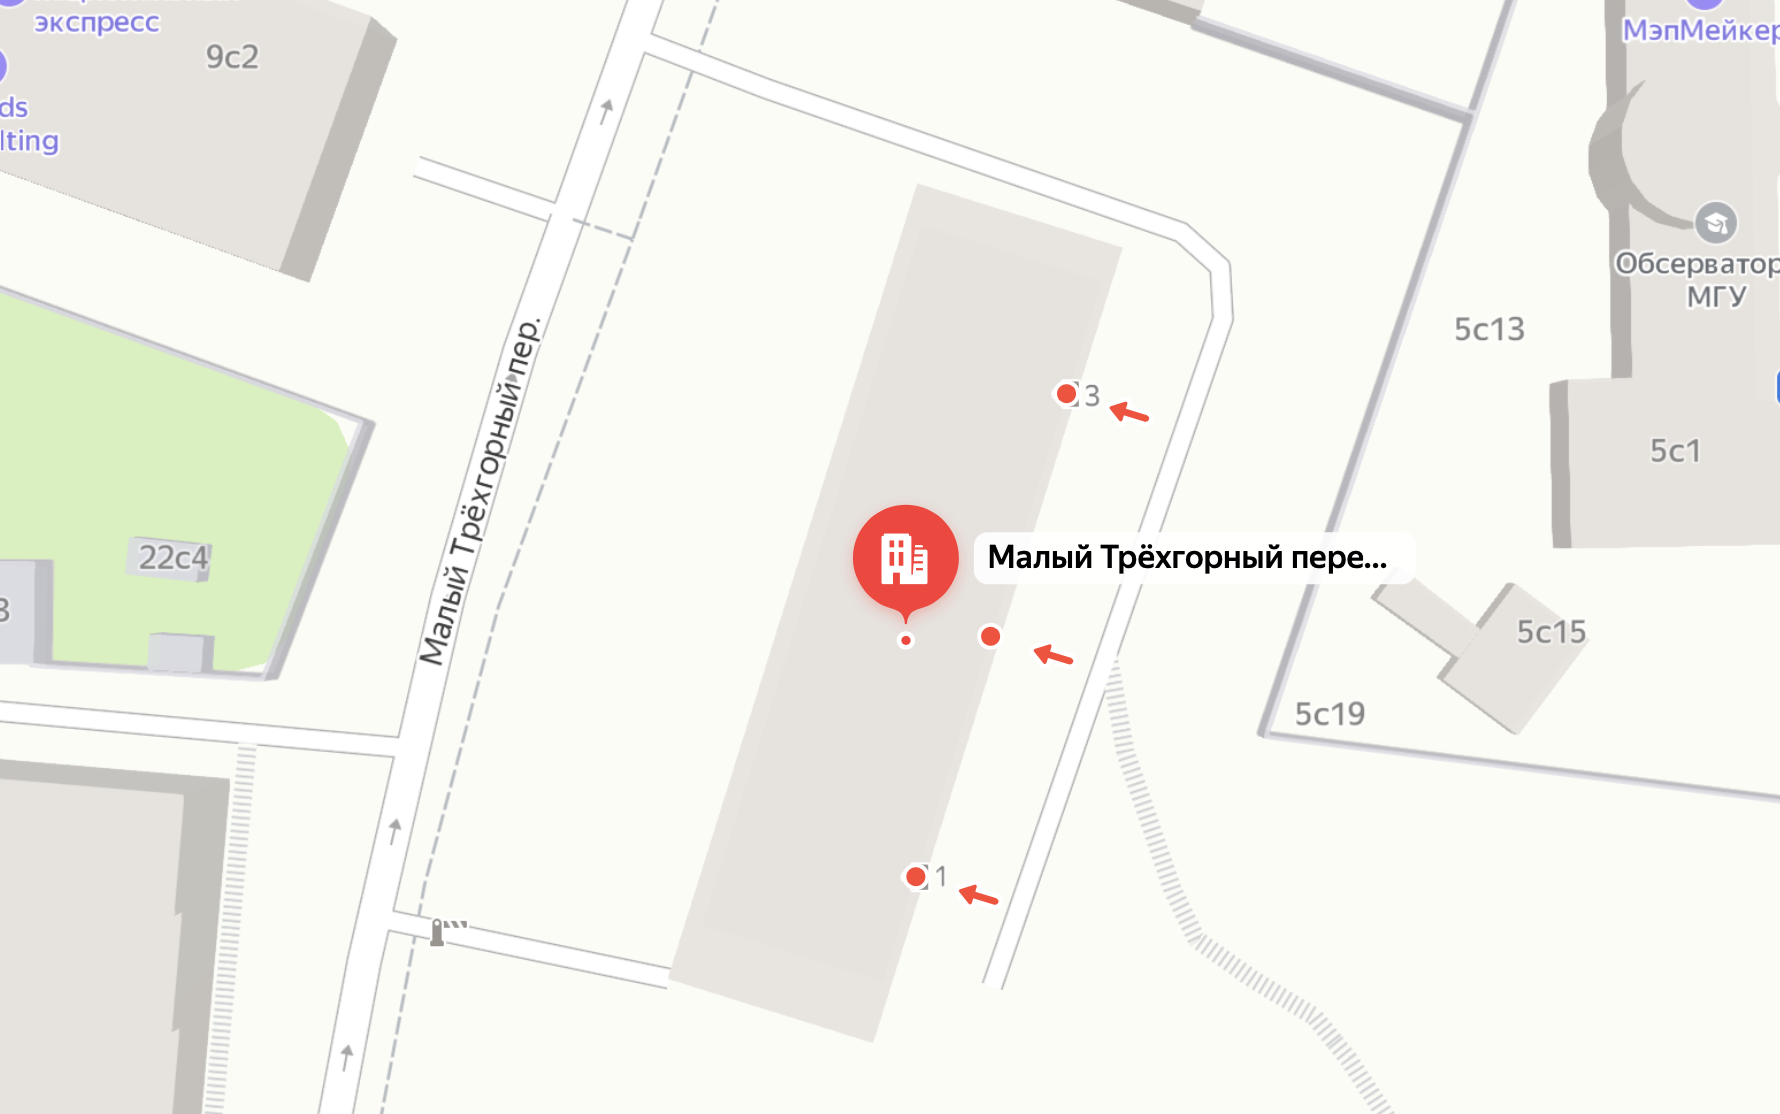 экспресс
9с2
МэпМейкер
ds
lting
Обсерватор
МГУ
5с13
Малый Трёхгорный пер.
3
5с1
22с4
Малый Трёхгорный пере...
5с15
5с19
1